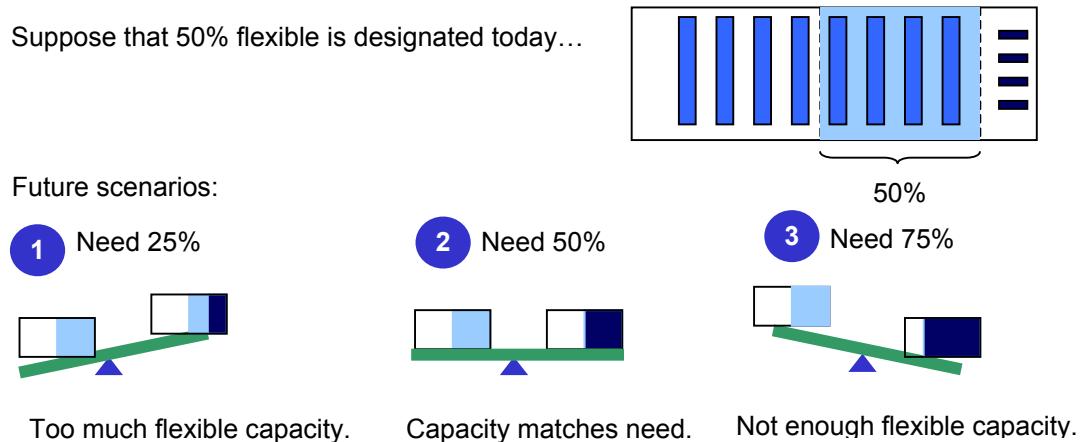 Suppose that 50% flexible is designated today…
50%
Future scenarios:
1 Need 25%
2 Need 50%
3 Need 75%
Too much flexible capacity.
Capacity matches need.
Not enough flexible capacity.